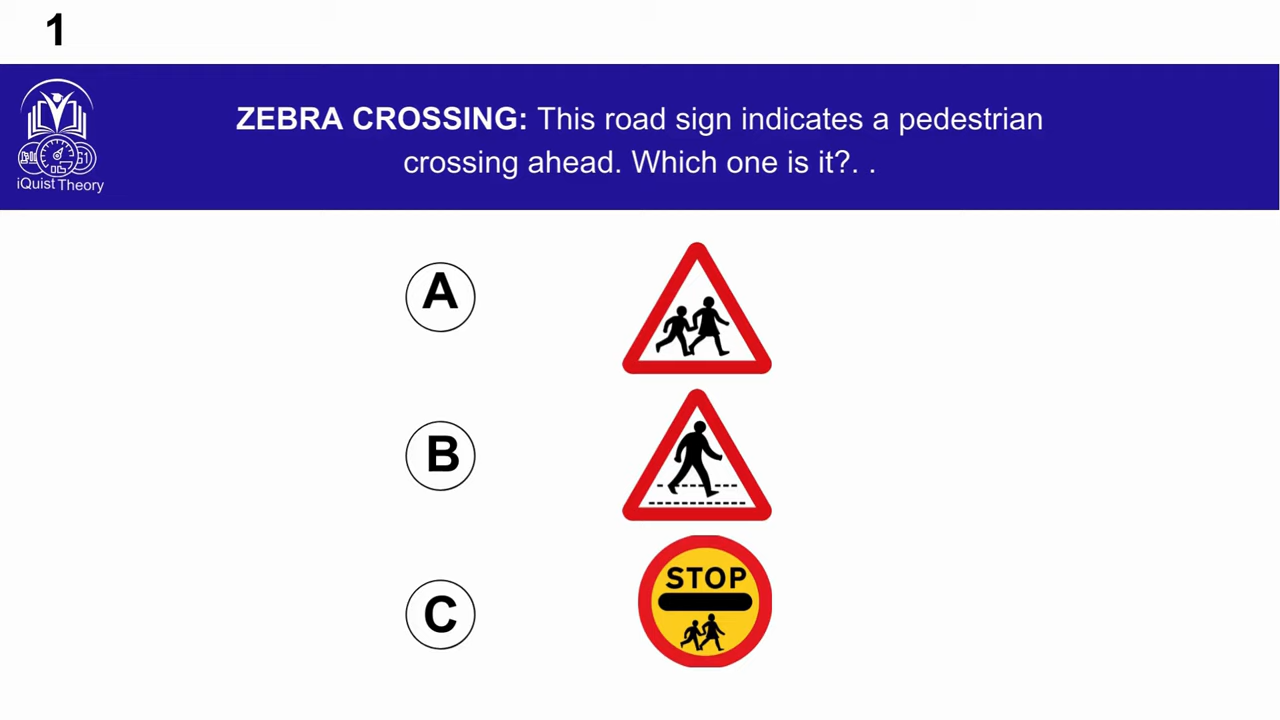 1
ZEBRA CROSSING: This road sign indicates a pedestrian
crossing ahead. Which one is it?. .
iQuist Theory
A
B
C
STOP